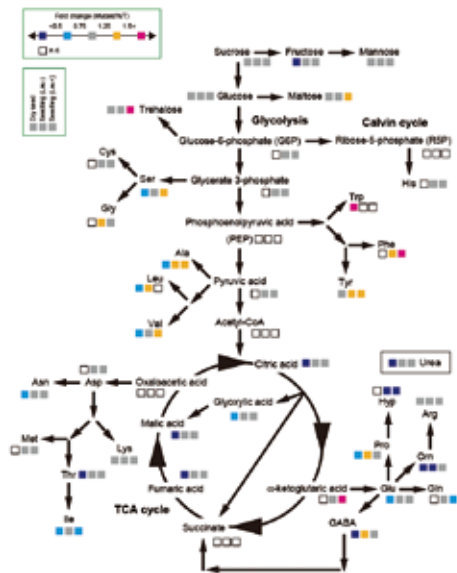 Fold change (Mutant/WT)
<0.5 0.75 1.25 1.5<
n.d.
Dry seed
Sucrose
Fructose
Mannose
Glucose
Maltose
Trehalose
Glycolysis
Calvin cycle
Glucose-6-phosphate (G6P)
Ribose-5-phosphate (R5P)
Cys
Ser
Glycerate 3-phosphate
His
Gly
Trp
Phosphoenolpyruvic acid
(PEP)
Phe
Ala
Tyr
Leu
Pyruvic acid
Val
Acetyl-CoA
Citric acid
Urea
Asn
Asp
Oxaloacetic acid
Glyoxylic acid
Hyp
Arg
Malic acid
Met
Lys
Pro
Orn
Thr
Fumaric acid
α-ketoglutaric acid
Glu
Gln
Ile
TCA cycle
Succinate
GABA